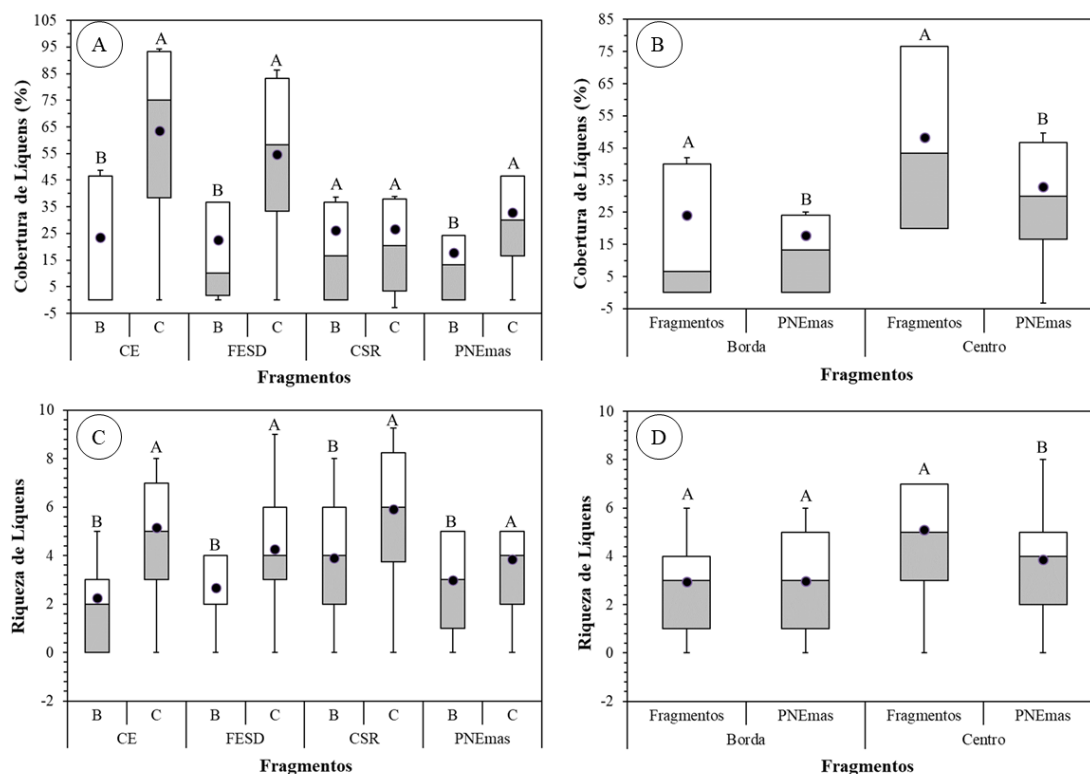 A
Cobertura de Líquens (%)
105
95
85
75
65
55
45
35
25
15
5
-5
B A B A A A B A
B C B C B C B C
CE FESD CSR PNEmas
Fragmentos
B
Cobertura de Líquens (%)
85
75
65
55
45
35
25
15
5
-5
A B A B
Fragmentos PNEmas Fragmentos PNEmas
Borda Centro
Fragmentos
C
Riqueza de Líquens
10
8
6
4
2
0
-2
B A B A B A B A
B C B C B C B C
CE FESD CSR PNEmas
Fragmentos
D
Riqueza de Líquens
10
8
6
4
2
0
-2
A A A B
Fragmentos PNEmas Fragmentos PNEmas
Borda Centro
Fragmentos